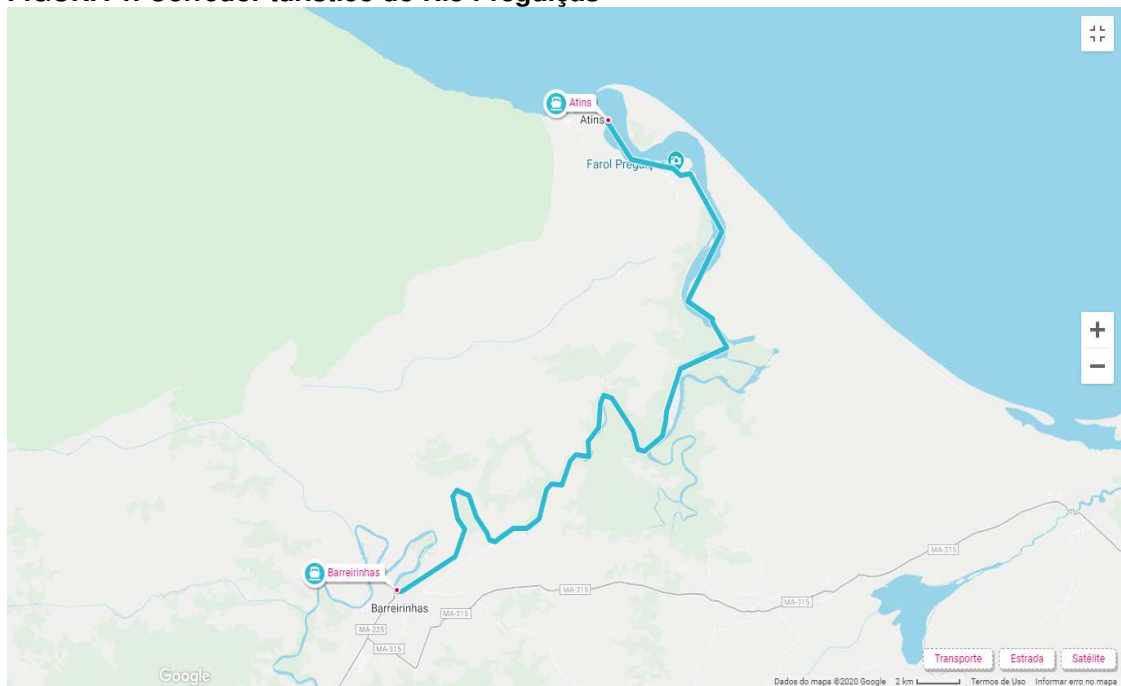 Atins
Atins
Farol Preguiç
Barreirinhas
Barreirinhas
MA-315
MA-315
MA-315
MA-315
MA-225
MA-315
Transporte
Estrada
Satélite
Google
Dados do mapa ©2020 Google
2 km
Termos de Uso
Informar erro no mapa